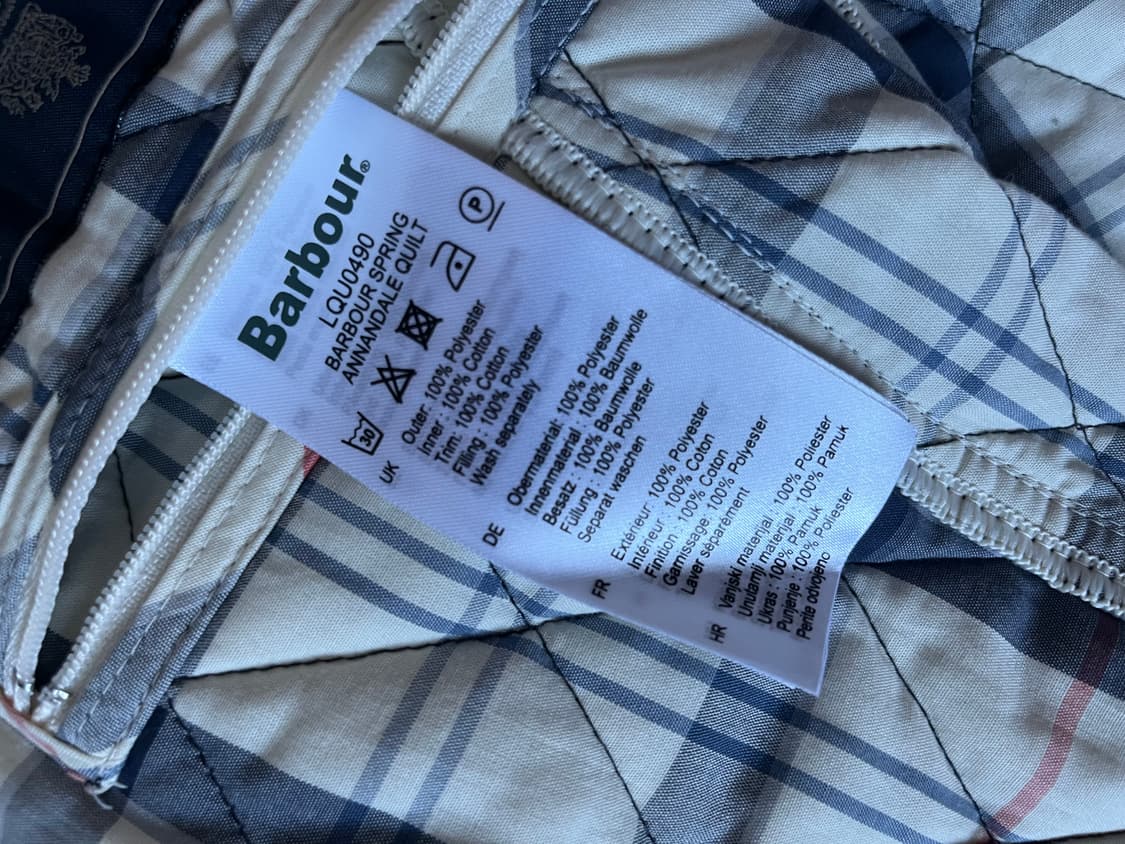 Barbour®
LQU0490
BARBOUR SPRING
ANNANDALE QUILT
30
P
UK
Outer: 100% Polyester
Inner : 100% Cotton
Trim: 100% Cotton
Filling : 100% Polyester
Wash separately
DE
Obermaterial: 100% Polyester
Innenmaterial : 100% Baumwolle
Besatz : 100% Baumwolle
Füllung : 100% Polyester
Separat waschen
FR
Extérieur: 100% Polyester
Intérieur: 100% Coton
Finition : 100% Coton
Garnissage: 100% Polyester
Laver séparément
HR
Vanjski materijal : 100% Poliester
Unutarnji materijal : 100% Pamuk
Ukras : 100% Pamuk
Punjenje : 100% Poliester
Perite odvojeno